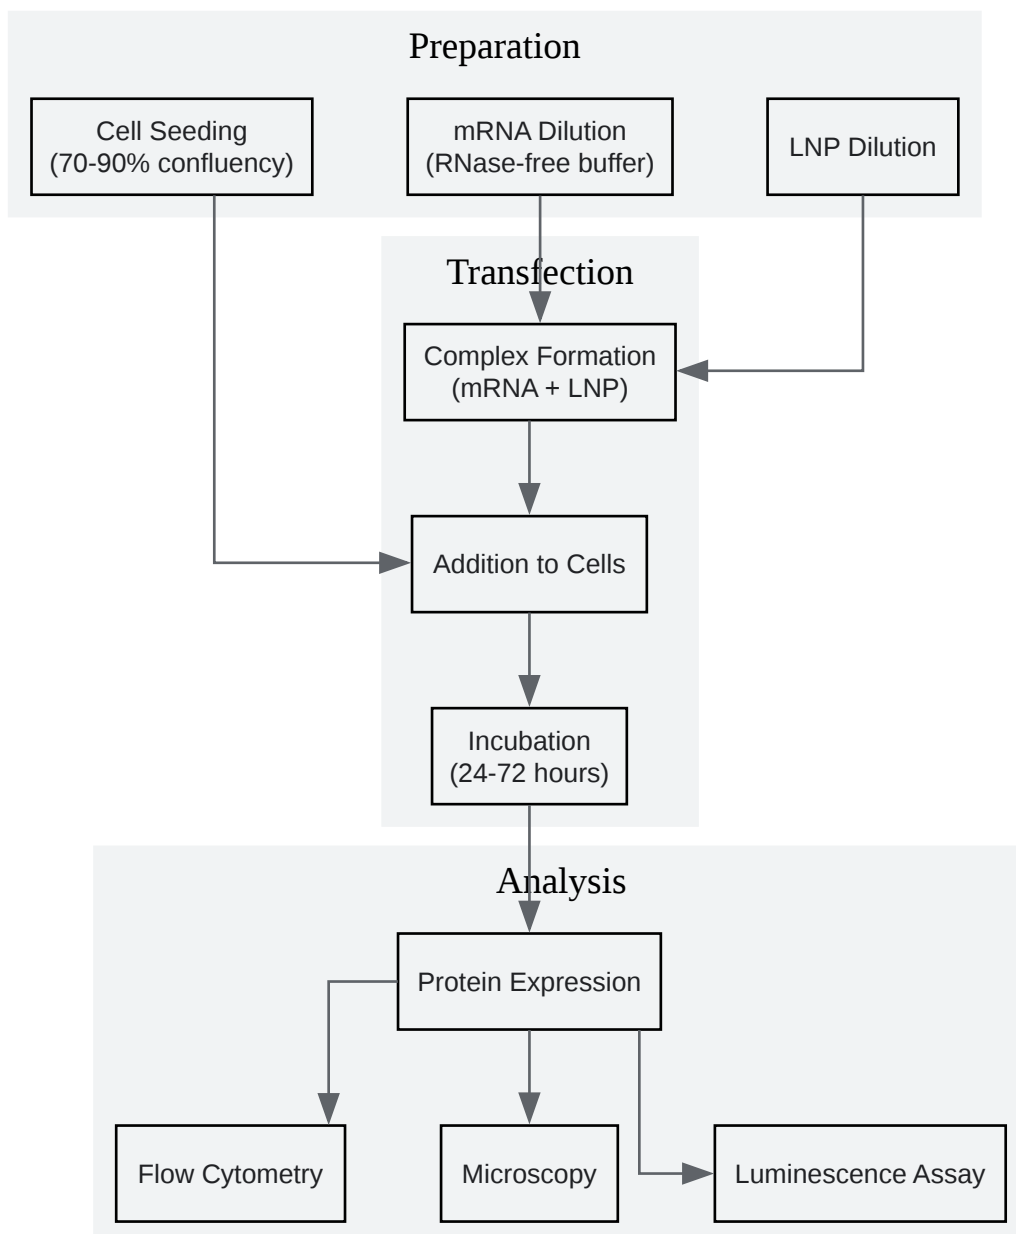 Preparation
Cell Seeding
(70-90% confluency)
mRNA Dilution
(RNase-free buffer)
LNP Dilution
Transfection
Complex Formation
(mRNA + LNP)
Addition to Cells
Incubation
(24-72 hours)
Analysis
Protein Expression
Flow Cytometry
Microscopy
Luminescence Assay